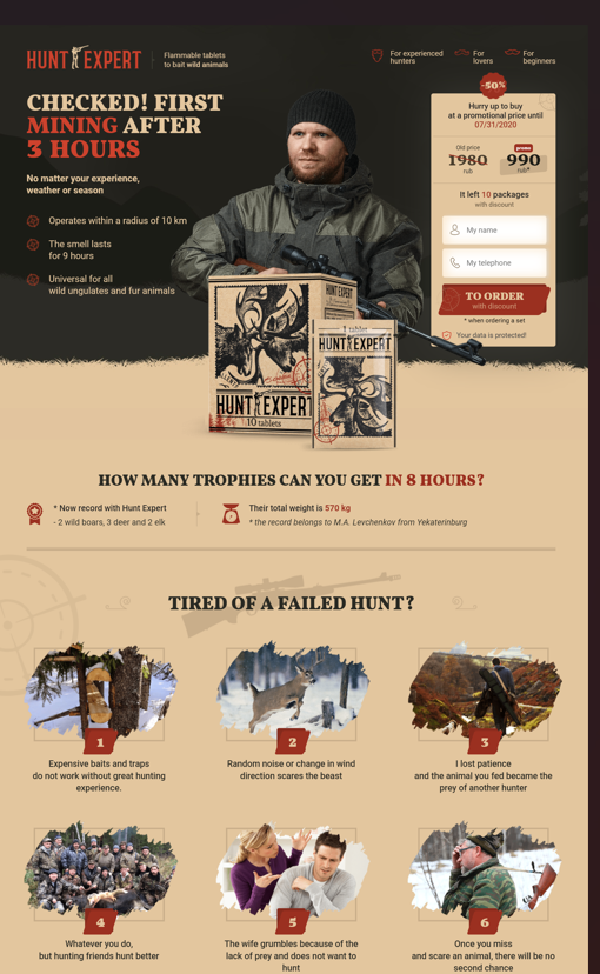 HUNT EXPERT
Flammable tablets
to bait wild animals
For experienced
hunters
For
lovers
For
beginners
CHECKED! FIRST
MINING AFTER
3 HOURS
No matter your experience,
weather or season
Operates within a radius of 10 km
The smell lasts
for 9 hours
Universal for all
wild ungulates and fur animals
-50%
Hurry up to buy
at a promotional price until
07/31/2020
Old price
1980
rub
promo
990
rub*
It left 10 packages
with discount
My name
My telephone
TO ORDER
with discount
* when ordering a set
Your data is protected!
HUNT EXPERT
HUNT EXPERT
10 tablets
1 tablet
HUNT EXPERT
HOW MANY TROPHIES CAN YOU GET IN 8 HOURS?
* Now record with Hunt Expert
- 2 wild boars, 3 deer and 2 elk
Their total weight is 570 kg
* the record belongs to M.A. Levchenkov from Yekaterinburg
TIRED OF A FAILED HUNT?
1
Expensive baits and traps
do not work without great hunting
experience.
2
Random noise or change in wind
direction scares the beast
3
I lost patience
and the animal you fed became the
prey of another hunter
4
Whatever you do,
but hunting friends hunt better
5
The wife grumbles because of the
lack of prey and does not want to
hunt
6
Once you miss
and scare an animal, there will be no
second chance